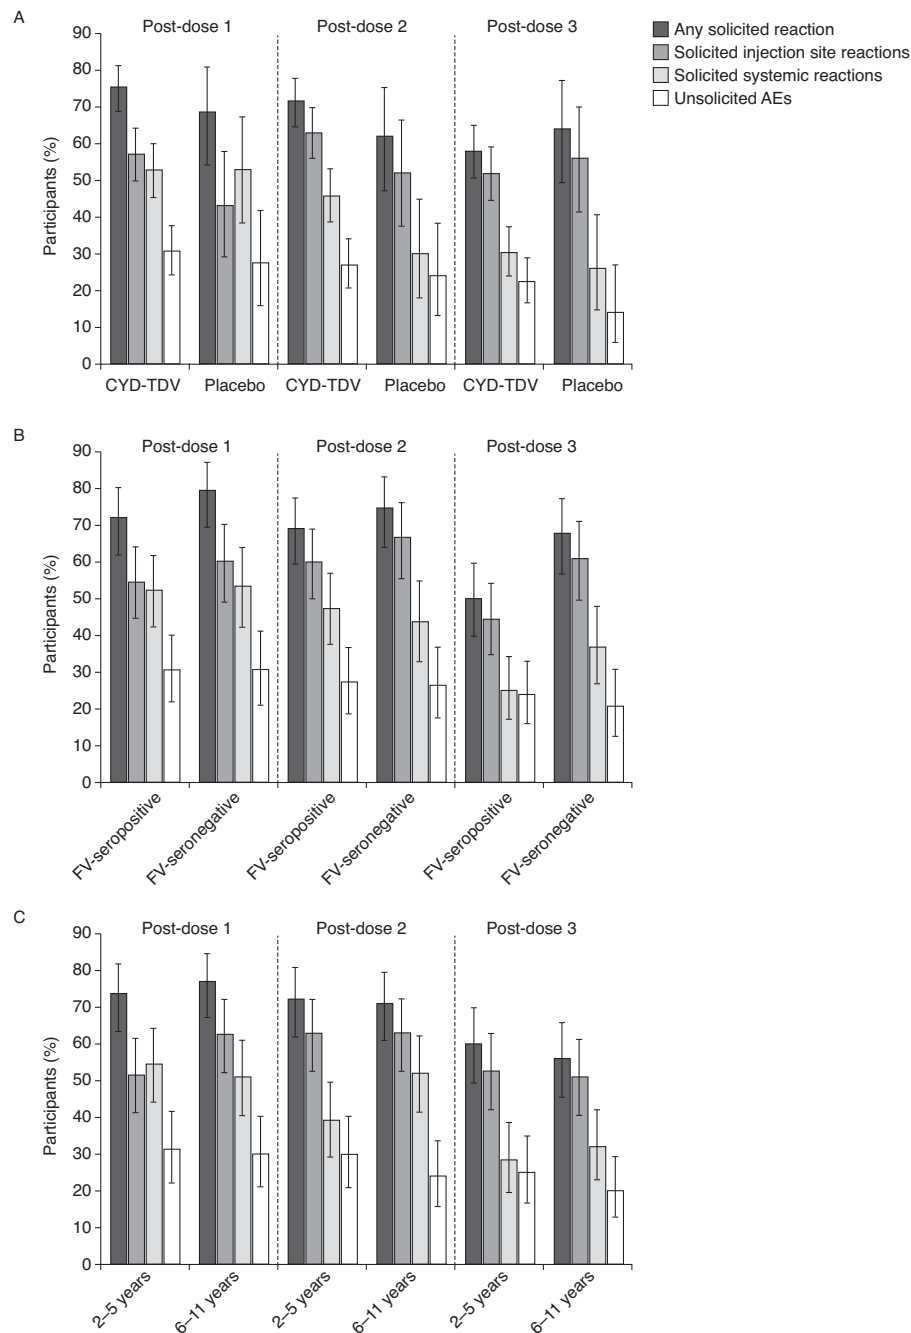 A
Post-dose 1 Post-dose 2 Post-dose 3
Any solicited reaction
Solicited injection site reactions
Solicited systemic reactions
Unsolicited AEs
Participants (%)
90
80
70
60
50
40
30
20
10
0
CYD-TDV Placebo CYD-TDV Placebo CYD-TDV Placebo
B
Post-dose 1 Post-dose 2 Post-dose 3
Participants (%)
90
80
70
60
50
40
30
20
10
0
FV-seropositive FV-seronegative FV-seropositive FV-seronegative FV-seropositive FV-seronegative
C
Post-dose 1 Post-dose 2 Post-dose 3
Participants (%)
90
80
70
60
50
40
30
20
10
0
2–5 years 6–11 years 2–5 years 6–11 years 2–5 years 6–11 years